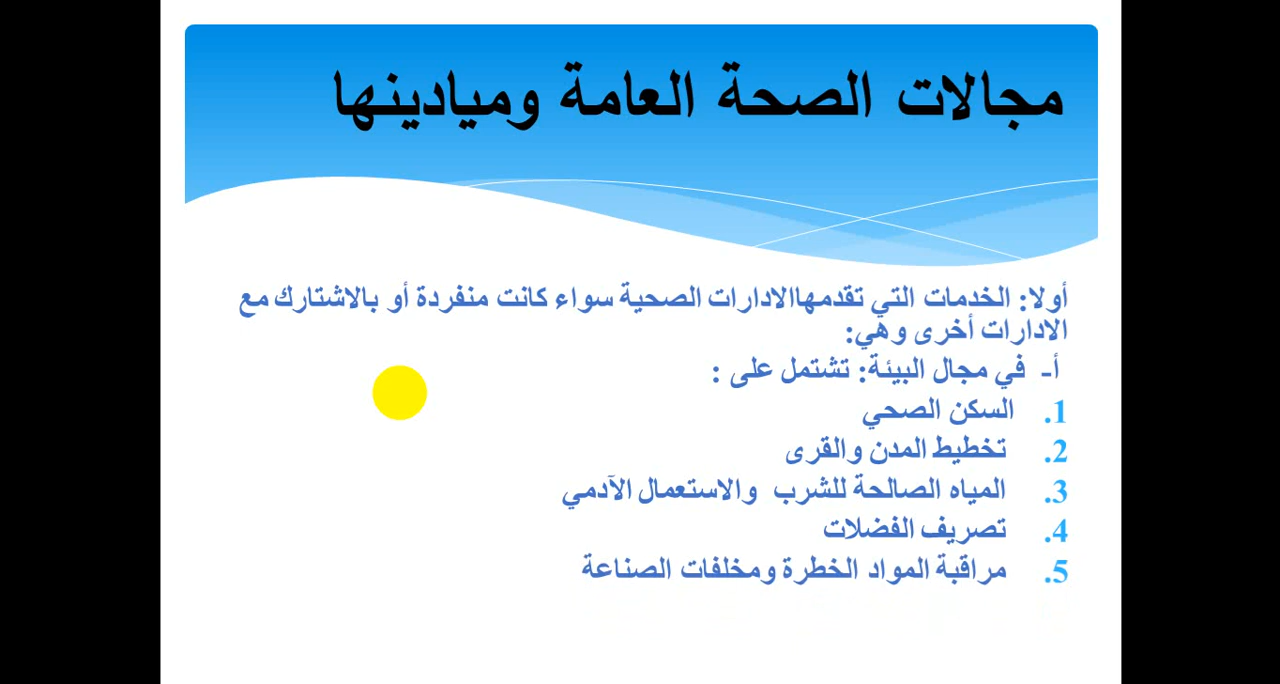 مجالات الصحة العامة وميادينها
أولا: الخدمات التي تقدمهاالادارات الصحية سواء كانت منفردة أو بالاشتارك مع
الادارات أخرى وهي:
أ- في مجال البيئة: تشتمل على :
1. السكن الصحي
2. تخطيط المدن والقرى
3. المياه الصالحة للشرب والاستعمال الآدمي
4. تصريف الفضلات
5. مراقبة المواد الخطرة ومخلفات الصناعة